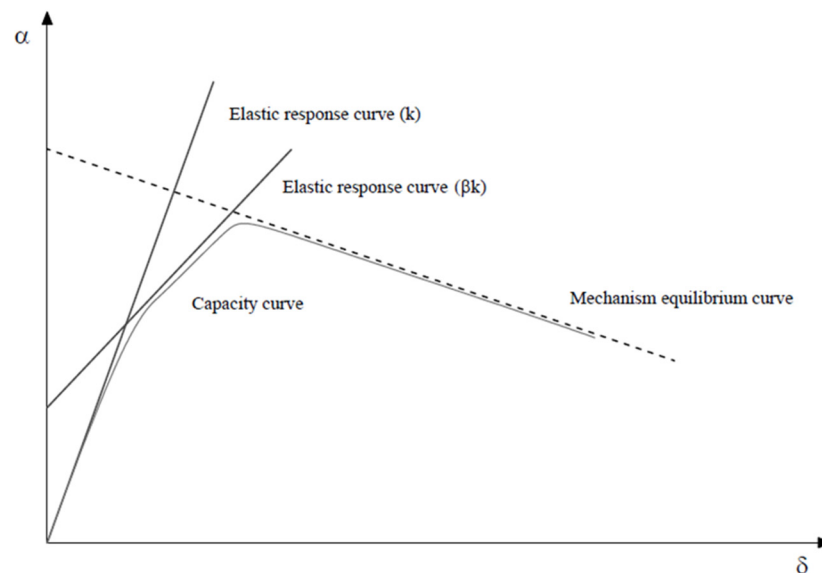 α
Elastic response curve (k)
Elastic response curve (βk)
Capacity curve
Mechanism equilibrium curve
δ